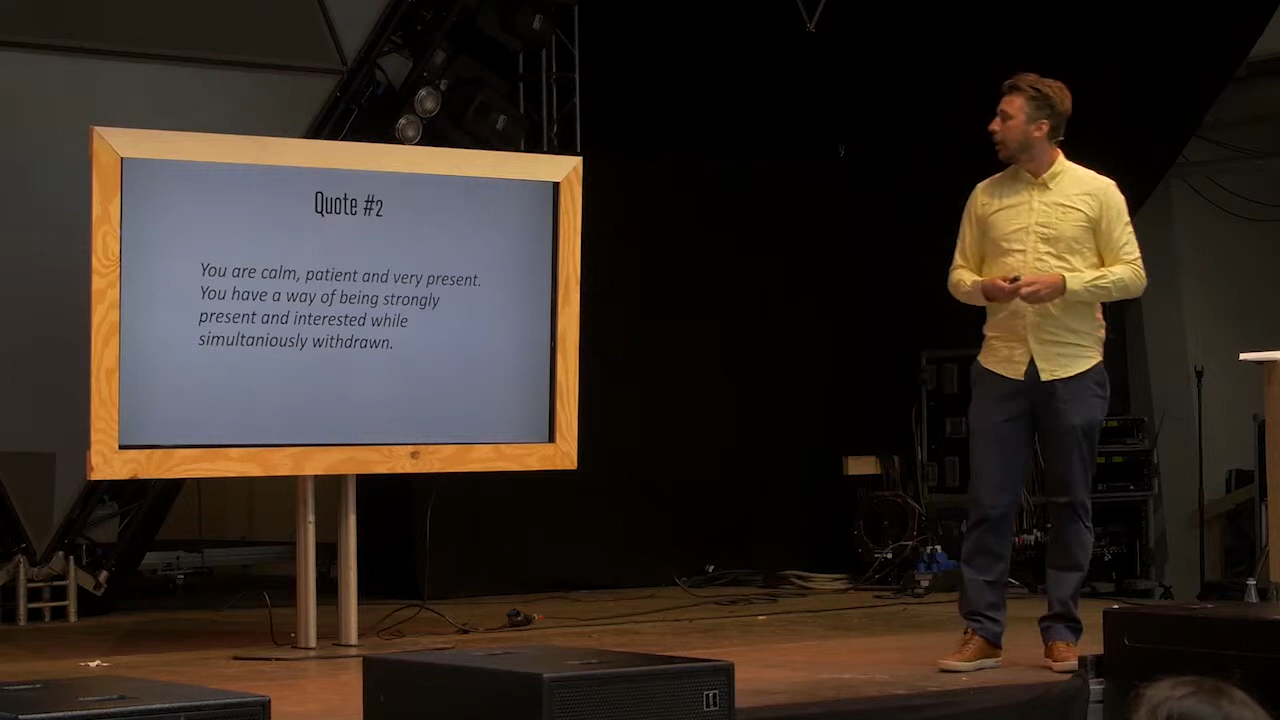 Quote #2
You are calm, patient and very present.
You have a way of being strongly
present and interested while
simultaniously withdrawn.